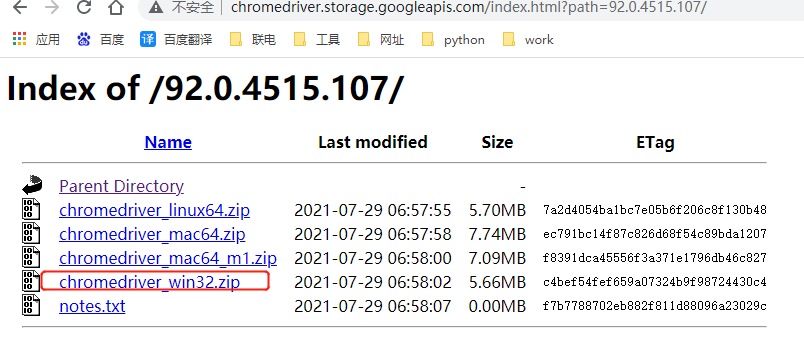 不安全 chromedriver.storage.googleapis.com/index.html?path=92.0.4515.107/
应用 百度 译 百度翻译 联电 工具 网址 python work
Index of /92.0.4515.107/
Name Last modified Size ETag
Parent Directory -
chromedriver_linux64.zip 2021-07-29 06:57:55 5.70MB 7a2d4054ba1bc7e05b6f206c8f130b48
chromedriver_mac64.zip 2021-07-29 06:57:58 7.74MB ec791bc14f87c826d68f54c89bda1207
chromedriver_mac64_m1.zip 2021-07-29 06:58:00 7.09MB f8391dca45556f3a371e1796db46c827
chromedriver_win32.zip 2021-07-29 06:58:02 5.66MB c4bef54fef659a07324b9f98724430c4
notes.txt 2021-07-29 06:58:07 0.00MB f7b7788702eb882f811d88096a23029c